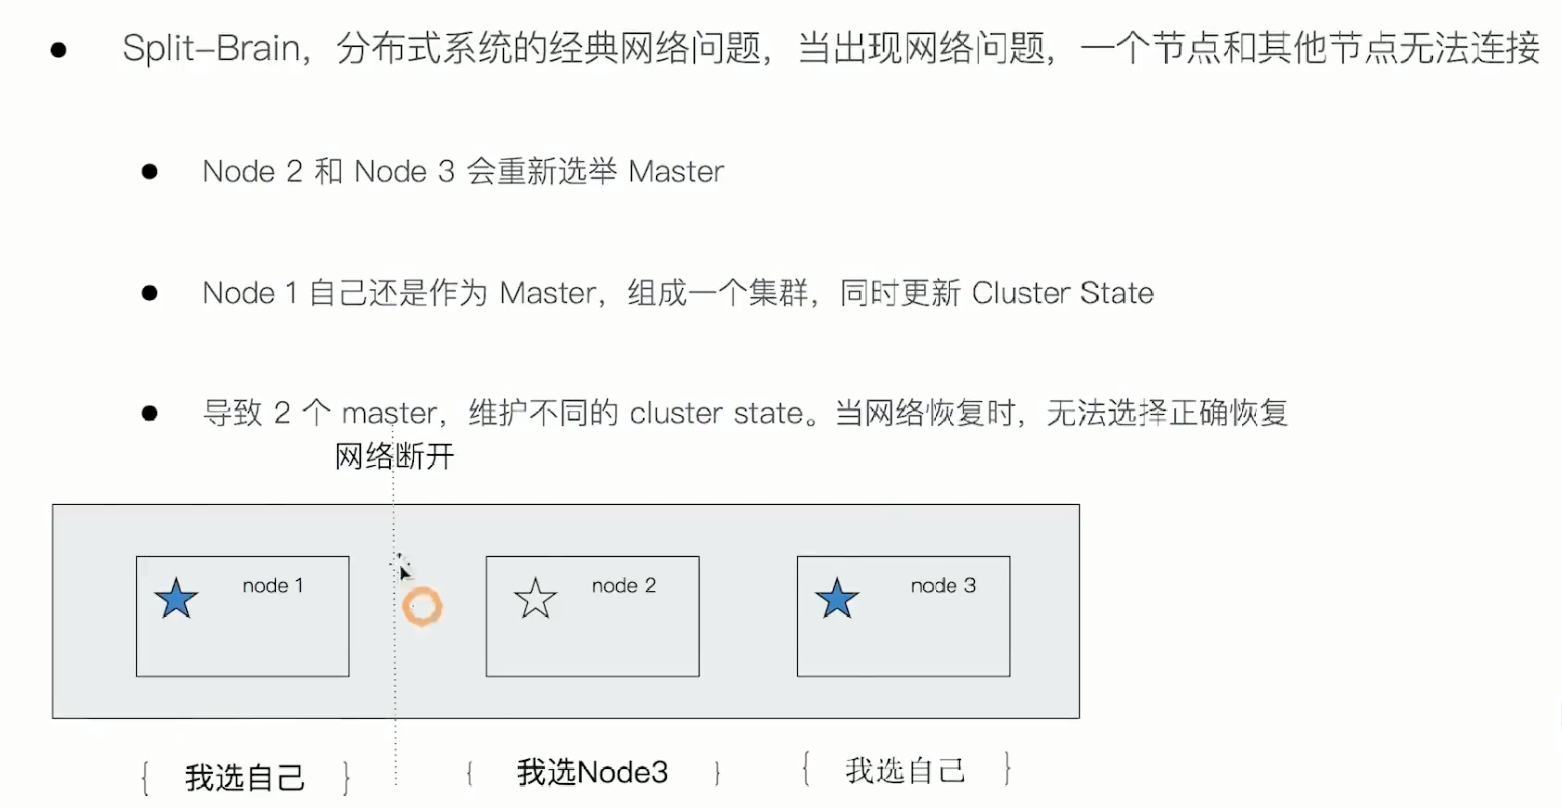 Split-Brain，分布式系统的经典网络问题，当出现网络问题，一个节点和其他节点无法连接
Node 2 和 Node 3 会重新选举 Master
Node 1 自己还是作为 Master，组成一个集群，同时更新 Cluster State
导致 2 个 master，维护不同的 cluster state。当网络恢复时，无法选择正确恢复
网络断开
node 1
node 2
node 3
{ 我选自己 }
{ 我选Node3 }
{ 我选自己 }